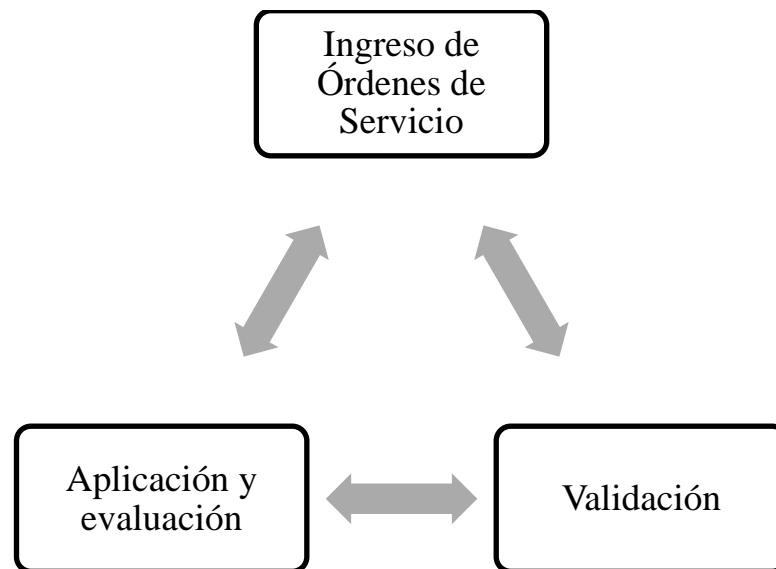 Ingreso de
Órdenes de
Servicio
Aplicación y
evaluación
Validación